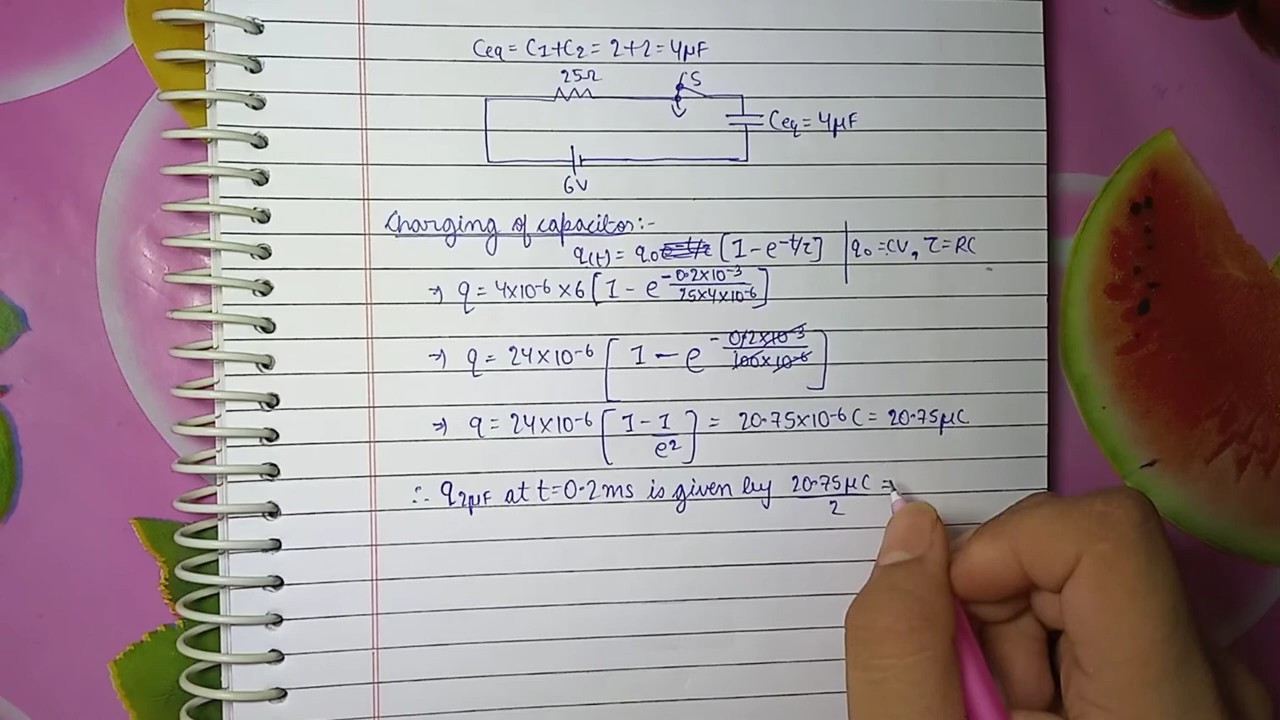 Ceq = C1+C2 = 2+2 = 4μF
25Ω
S
Ceq = 4μF
6V
Charging of capacitor:-
q(t) = q0 [1-e^-t/τ] | q0 = CV, τ = RC
⇒ q = 4×10^-6 × 6 [1 - e^-0.2×10^-3/25×4×10^-6]
⇒ q = 24×10^-6 [1 - e^-0.2×10^-3/100×10^-6]
⇒ q = 24×10^-6 [1 - 1/e^2] = 20.75×10^-6 C = 20.75μC
∴ q2μF at t=0.2ms is given by 20.75μC/2 =